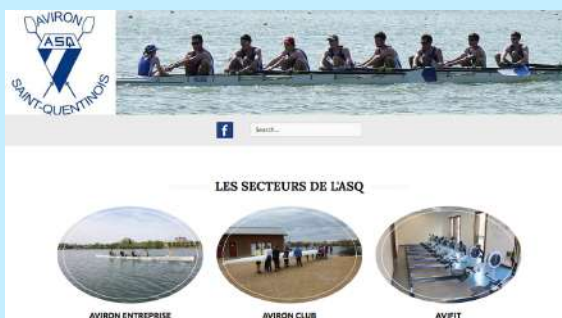 AVIRON
ASQ
SAINT-QUENTINOIS
f
Search...
LES SECTEURS DE L'ASQ
AVIRON ENTREPRISE
AVIRON CLUB
AVIFIT